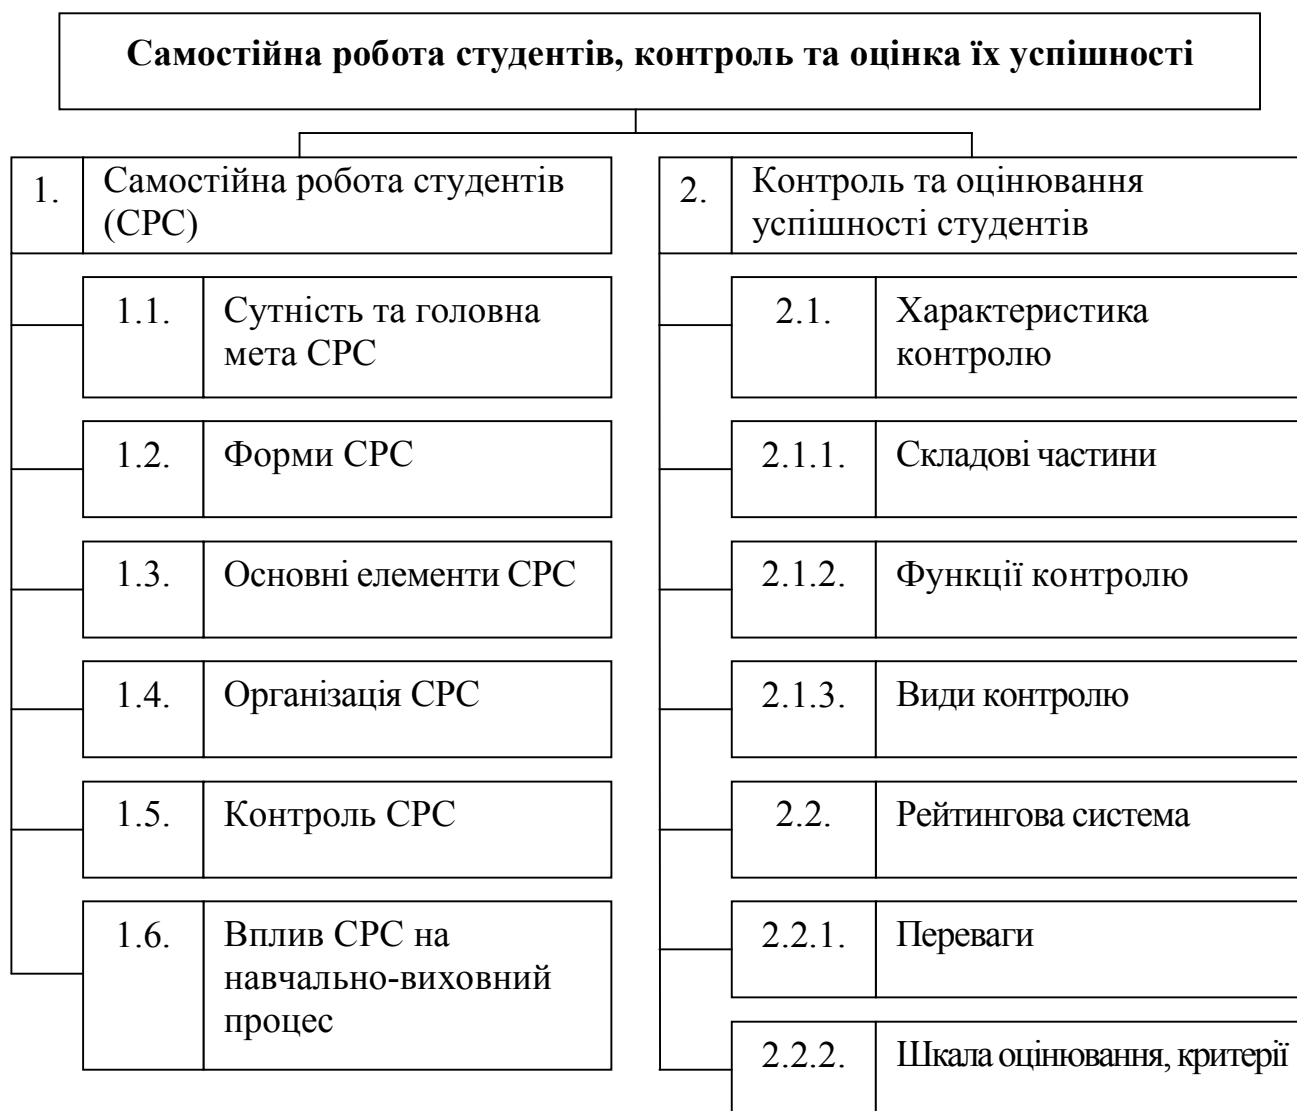 Самостійна робота студентів, контроль та оцінка їх успішності
1. Самостійна робота студентів
(СРС)
1.1. Сутність та головна
мета СРС
1.2. Форми СРС
1.3. Основні елементи СРС
1.4. Організація СРС
1.5. Контроль СРС
1.6. Вплив СРС на
навчально-виховний
процес
2. Контроль та оцінювання
успішності студентів
2.1. Характеристика
контролю
2.1.1. Складові частини
2.1.2. Функції контролю
2.1.3. Види контролю
2.2. Рейтингова система
2.2.1. Переваги
2.2.2. Шкала оцінювання, критерії